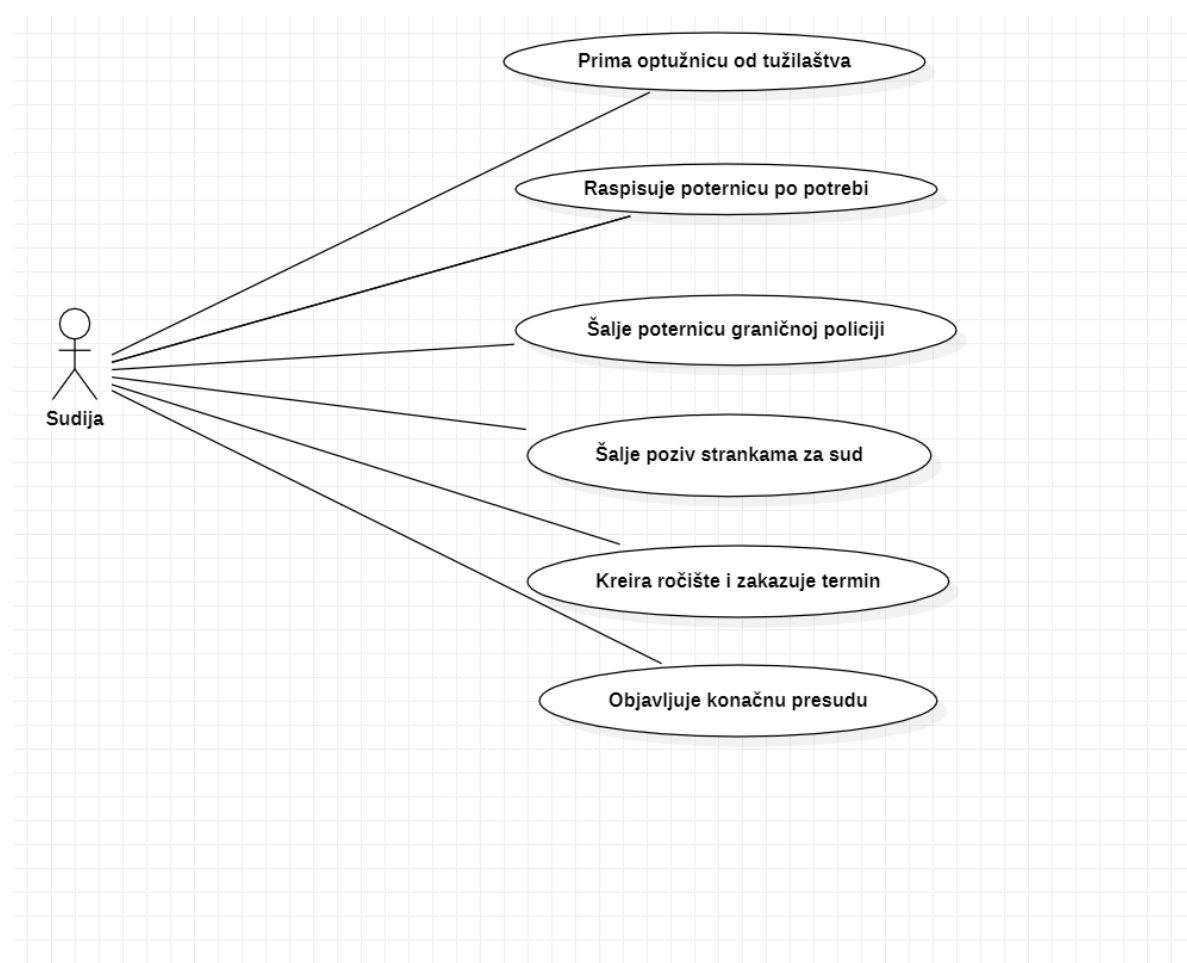 Prima optužnicu od tužilaštva
Raspisuje poternicu po potrebi
Šalje poternicu graničnoj policiji
Sudija
Šalje poziv strankama za sud
Kreira ročište i zakazuje termin
Objavljuje konačnu presudu